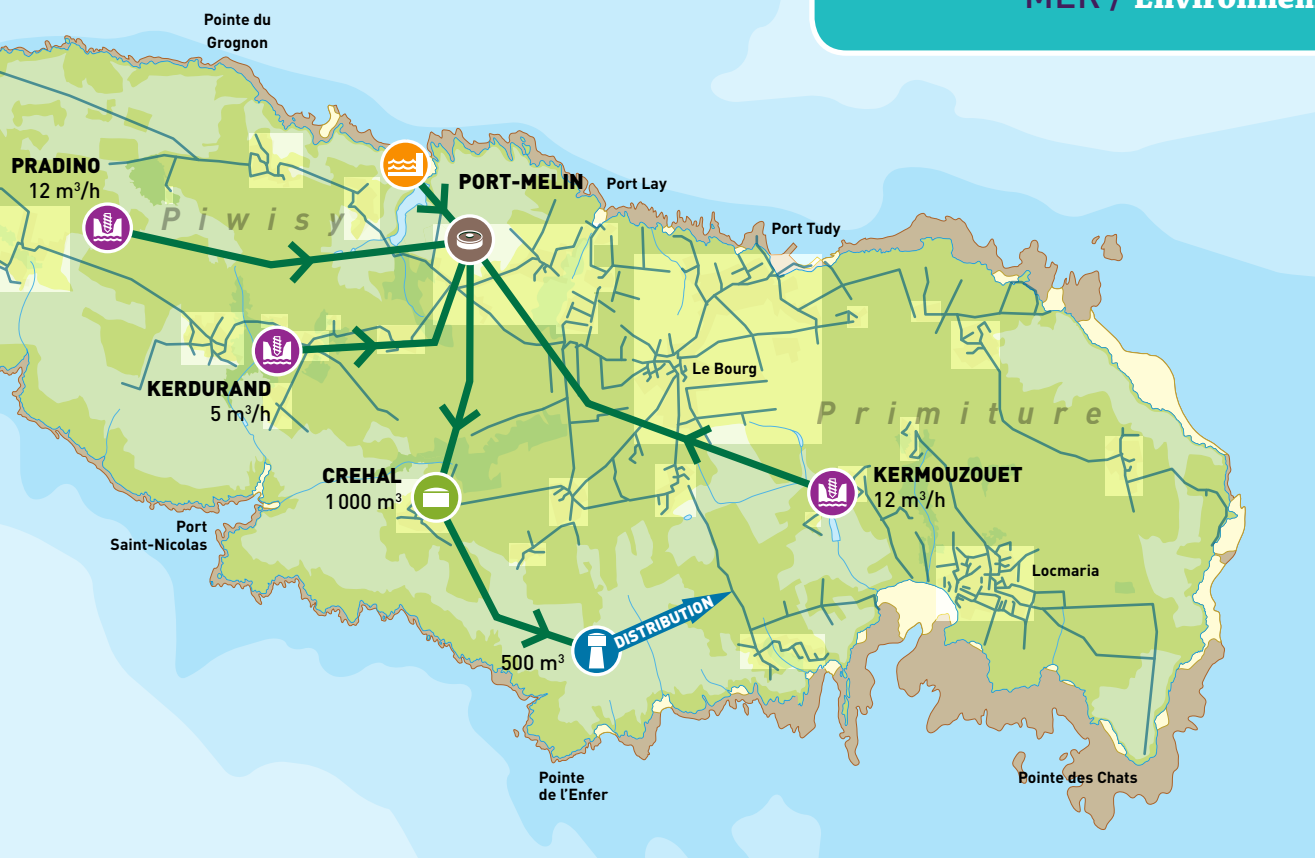 MER / Environnem
Pointe du
Grognon
PRADINO
12 m³/h
Piwisy
PORT-MELIN
Port Lay
Port Tudy
KERDURAND
5 m³/h
Le Bourg
Primiture
CREHAL
1 000 m³
KERMOUZOUET
12 m³/h
Port
Saint-Nicolas
Locmaria
DISTRIBUTION
500 m³
Pointe
de l'Enfer
Pointe des Chats